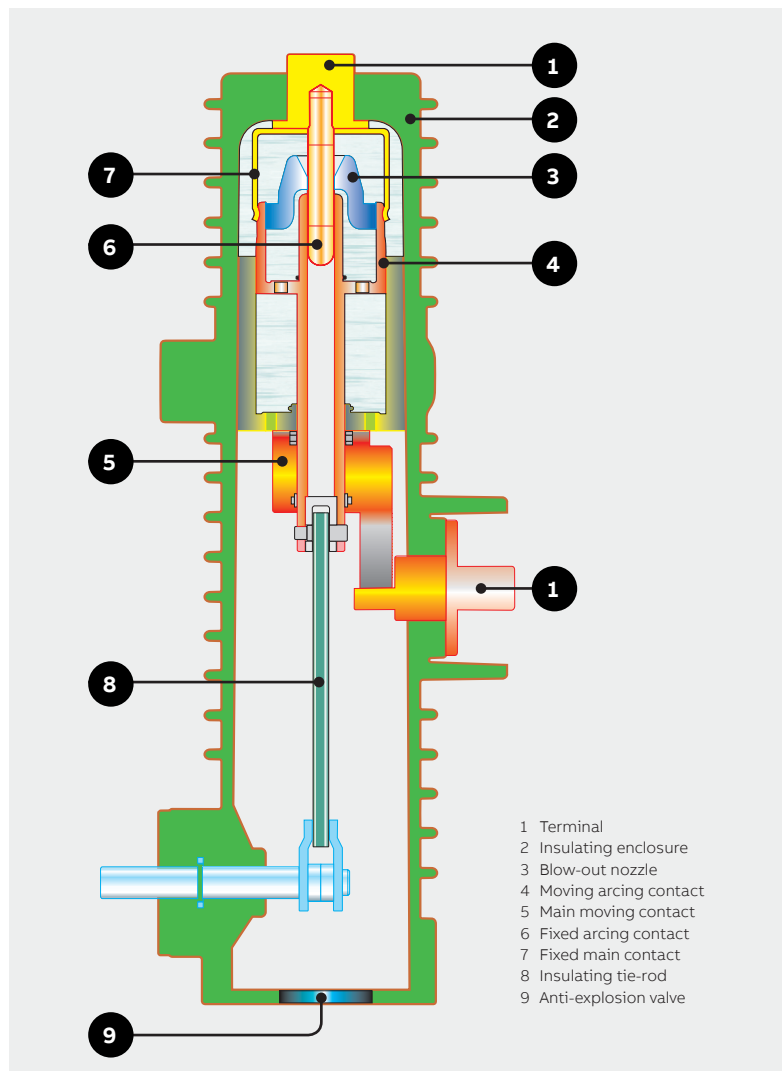 1
2
7
3
6
4
5
1
8
9
1 Terminal
2 Insulating enclosure
3 Blow-out nozzle
4 Moving arcing contact
5 Main moving contact
6 Fixed arcing contact
7 Fixed main contact
8 Insulating tie-rod
9 Anti-explosion valve